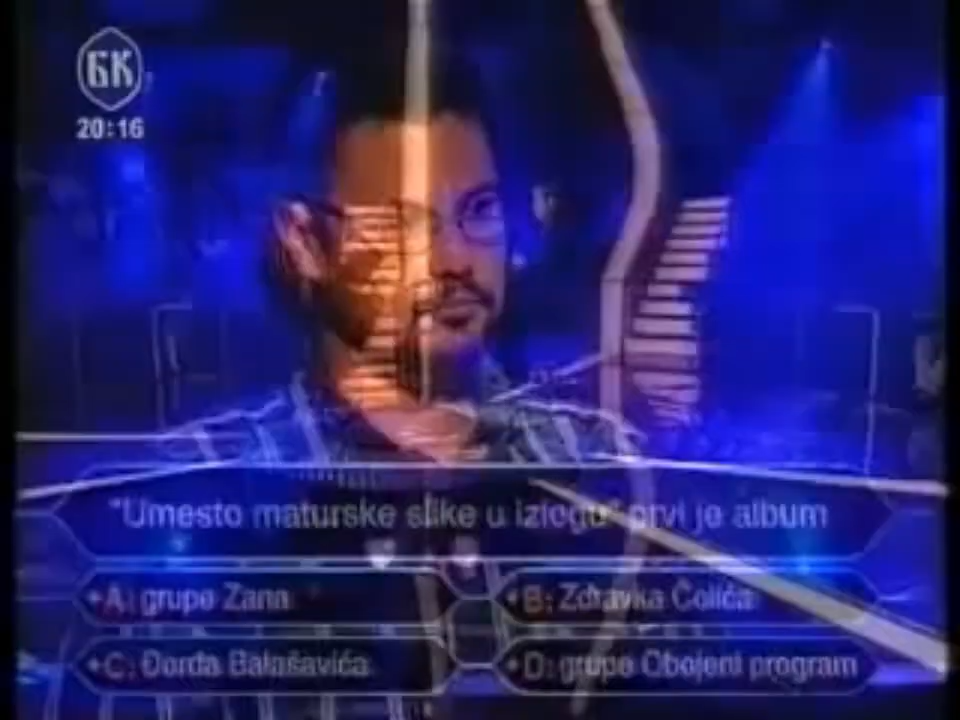 БК
20:16
"Umesto maturske slike u izlogu" prvi je album
A: grupe Zana
B: Zdravka Čolića
C: Đorđa Balaševića
D: grupe Obojeni program